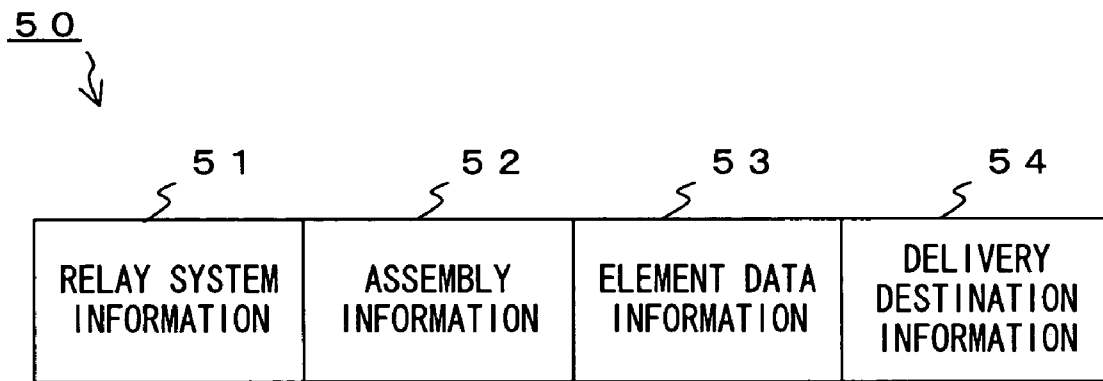 50
51 52 53 54
RELAY SYSTEM INFORMATION
ASSEMBLY INFORMATION
ELEMENT DATA INFORMATION
DELIVERY DESTINATION INFORMATION